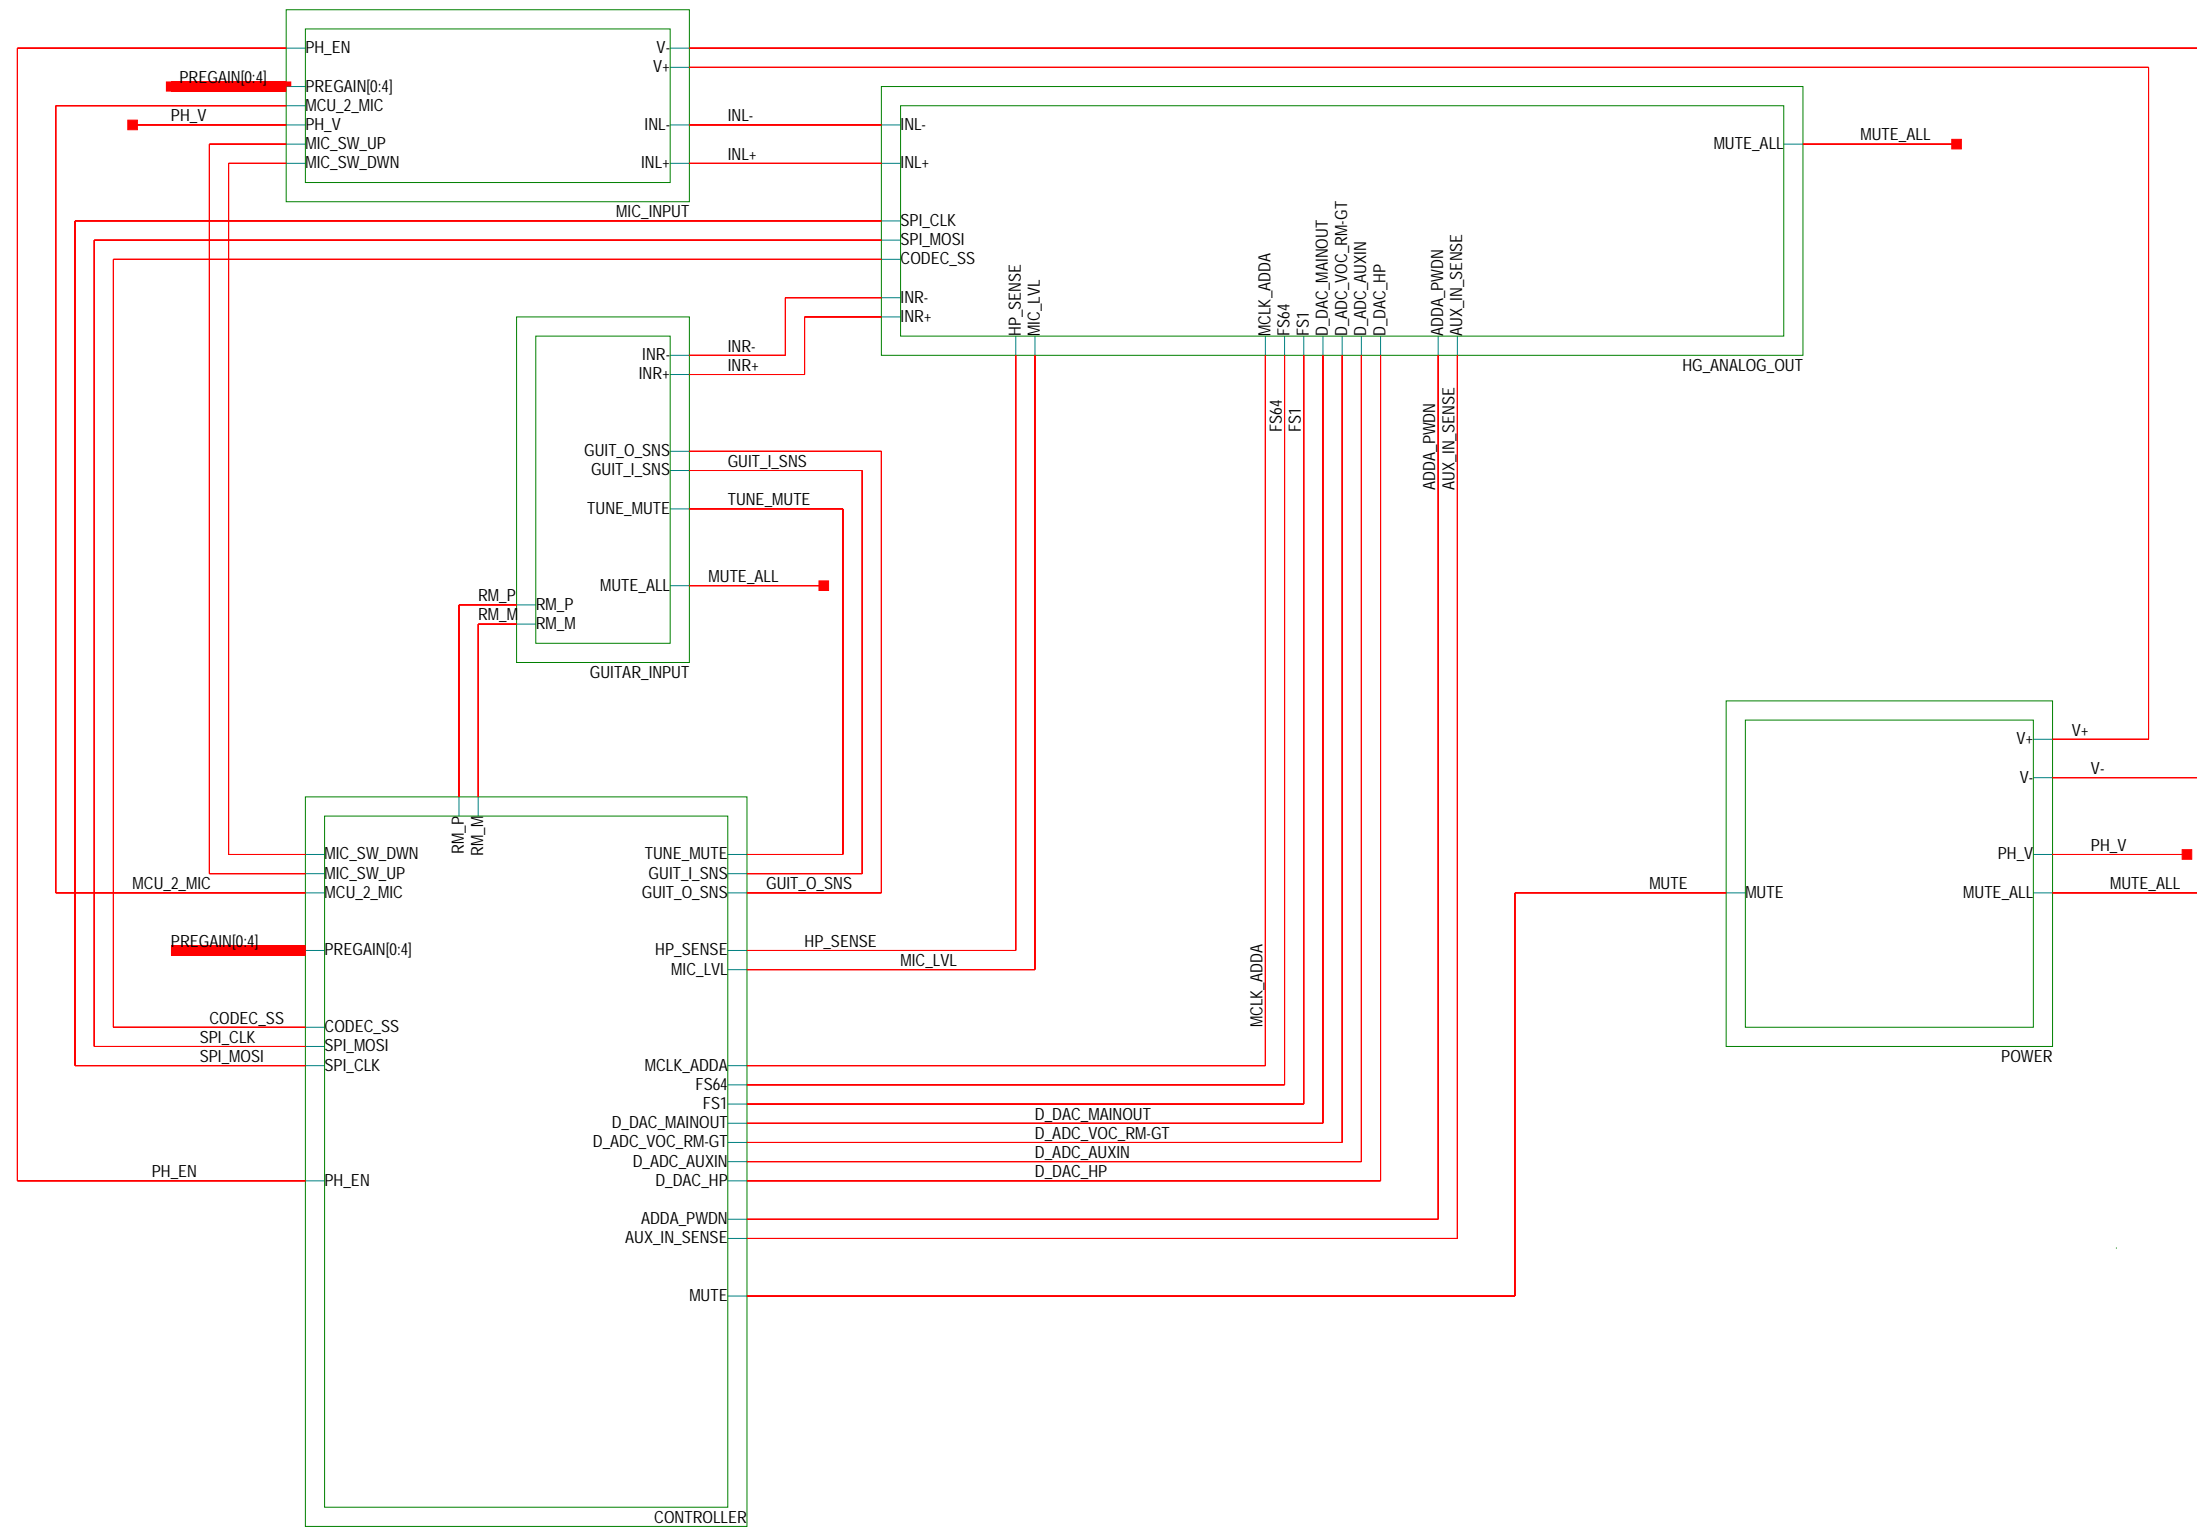 PH_EN
V-
V+
PREGAIN[0:4]
PREGAIN[0:4]
MCU_2_MIC
PH_V
PH_V
MIC_SW_UP
MIC_SW_DWN
INL-
INL+
INL-
INL+
MIC_INPUT
INL-
INL+
MUTE_ALL
MUTE_ALL
SPI_CLK
SPI_MOSI
CODEC_SS
INR-
INR+
HP_SENSE
MIC_LVL
MCLK_ADDA
FS64
FS1
D_DAC_MAINOUT
D_ADC_VOC_RM-GT
D_ADC_AUXIN
D_DAC_HP
ADDA_PWDN
AUX_IN_SENSE
HG_ANALOG_OUT
INR-
INR+
INR-
INR+
FS64
FS1
ADDA_PWDN
AUX_IN_SENSE
GUIT_O_SNS
GUIT_I_SNS
GUIT_I_SNS
TUNE_MUTE
TUNE_MUTE
MUTE_ALL
MUTE_ALL
RM_P
RM_M
RM_P
RM_M
GUITAR_INPUT
V+
V+
V-
V-
PH_V
PH_V
MUTE
MUTE
MUTE_ALL
MUTE_ALL
POWER
RM_P
RM_M
MIC_SW_DWN
MIC_SW_UP
MCU_2_MIC
MCU_2_MIC
TUNE_MUTE
GUIT_I_SNS
GUIT_O_SNS
GUIT_O_SNS
PREGAIN[0:4]
PREGAIN[0:4]
HP_SENSE
HP_SENSE
MIC_LVL
MIC_LVL
MCLK_ADDA
CODEC_SS
CODEC_SS
SPI_CLK
SPI_MOSI
SPI_MOSI
SPI_CLK
MCLK_ADDA
FS64
FS1
D_DAC_MAINOUT
D_DAC_MAINOUT
D_ADC_VOC_RM-GT
D_ADC_VOC_RM-GT
D_ADC_AUXIN
D_ADC_AUXIN
D_DAC_HP
D_DAC_HP
PH_EN
PH_EN
ADDA_PWDN
AUX_IN_SENSE
MUTE
CONTROLLER